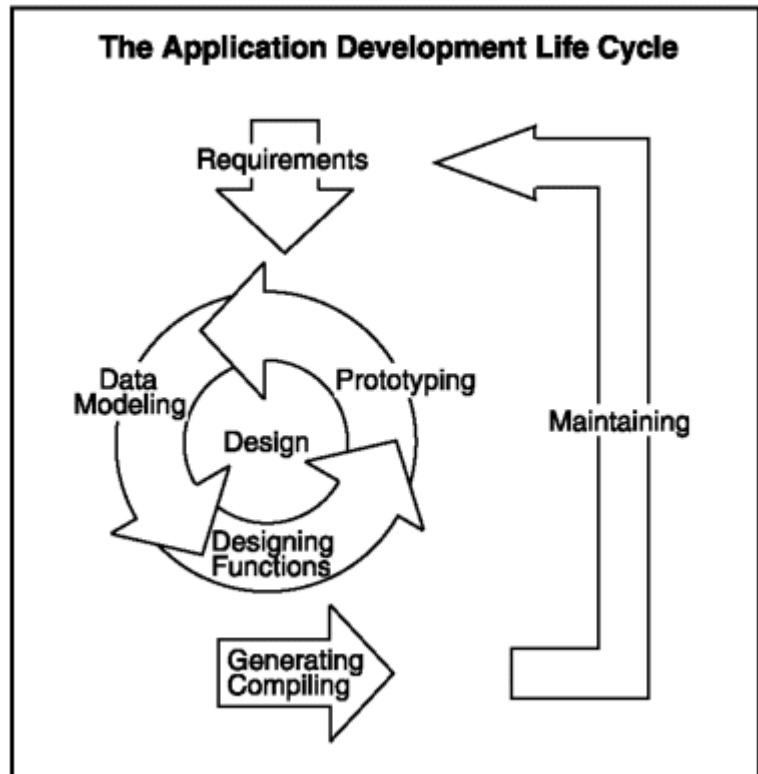 The Application Development Life Cycle
Requirements
Data
Modeling
Prototyping
Design
Maintaining
Designing
Functions
Generating
Compiling